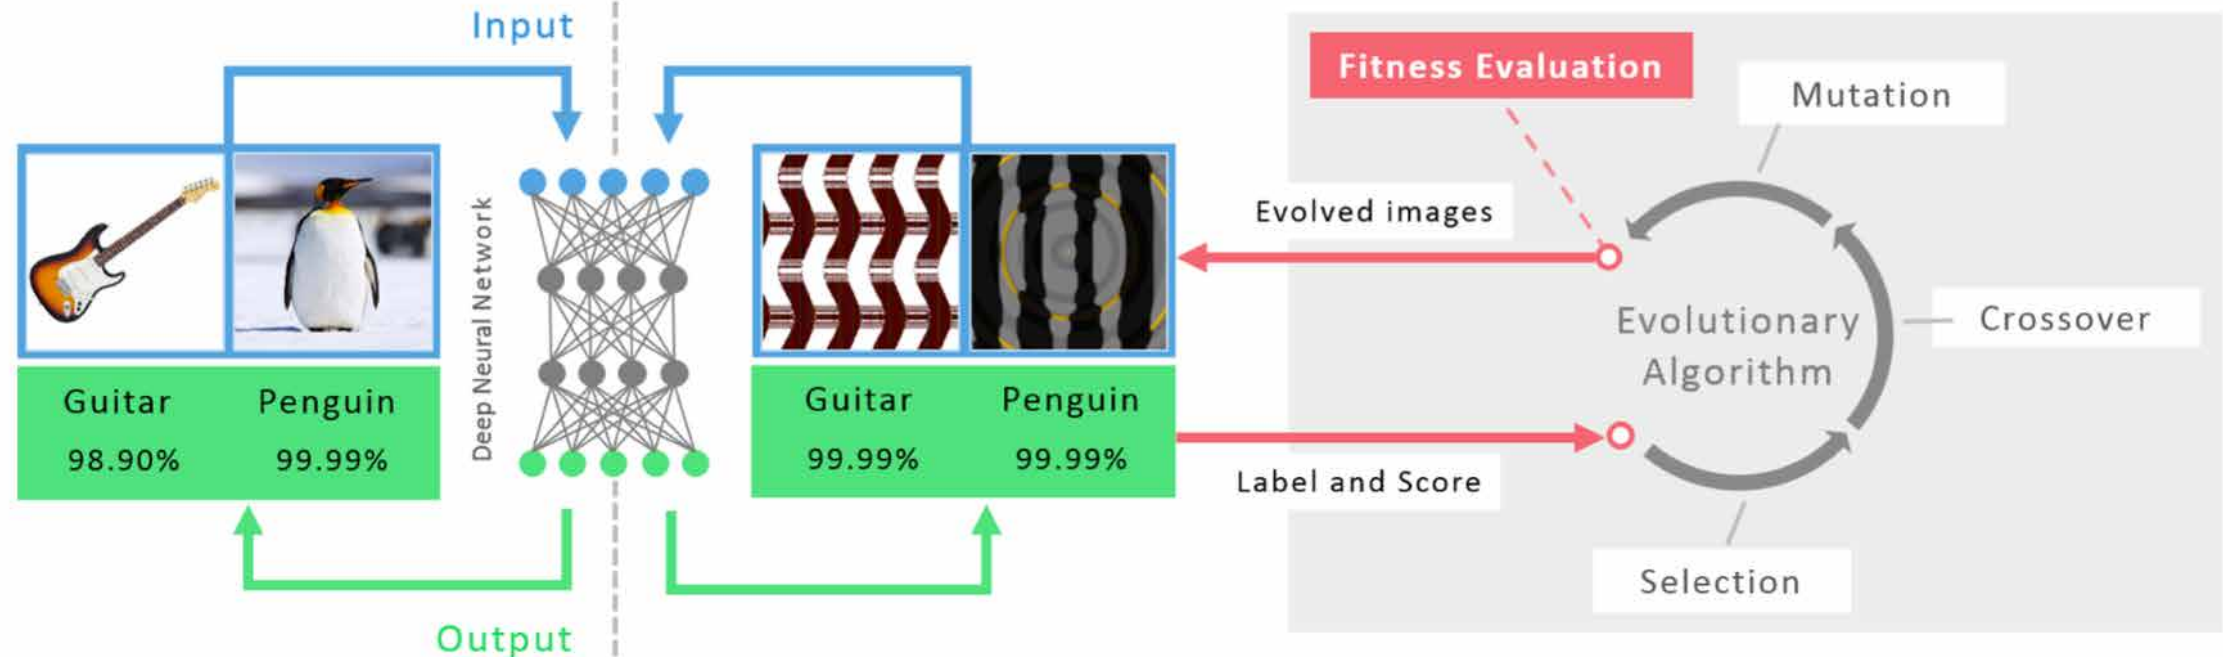 Input
Fitness Evaluation
Mutation
Evolved images
Deep Neural Network
Evolutionary
Algorithm
Crossover
Guitar Penguin
98.90% 99.99%
Guitar Penguin
99.99% 99.99%
Label and Score
Selection
Output